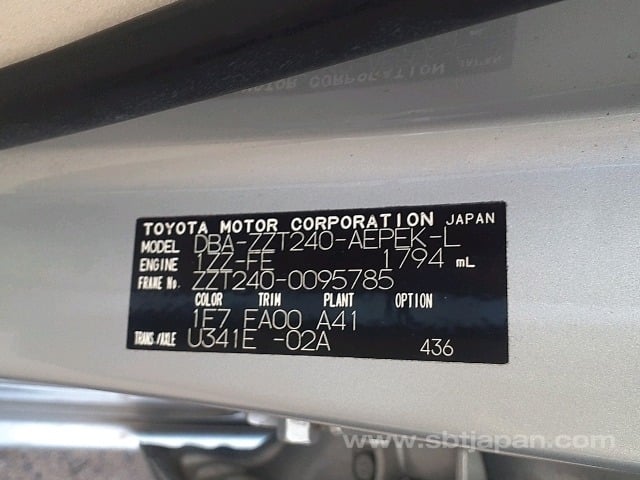 TOYOTA MOTOR CORPORATION JAPAN
MODEL DBA-ZZT240-AEPEK-L
ENGINE 1ZZ-FE 1794 mL
FRAME No. ZZT240-0095785
COLOR TRIM PLANT OPTION
1F7 FA00 A41
TRANS./AXLE U341E -02A 436
www.sbtjapan.com